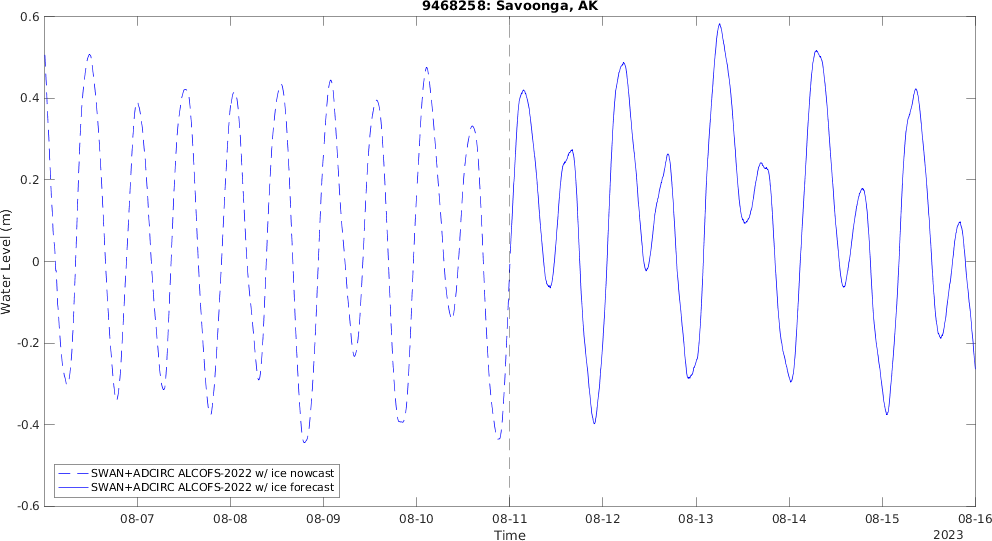 9468258: Savoonga, AK
0.6
0.4
0.2
0
-0.2
-0.4
-0.6
Water Level (m)
SWAN+ADCIRC ALCOFS-2022 w/ ice nowcast
SWAN+ADCIRC ALCOFS-2022 w/ ice forecast
08-07 08-08 08-09 08-10 08-11 08-12 08-13 08-14 08-15 08-16
Time
2023